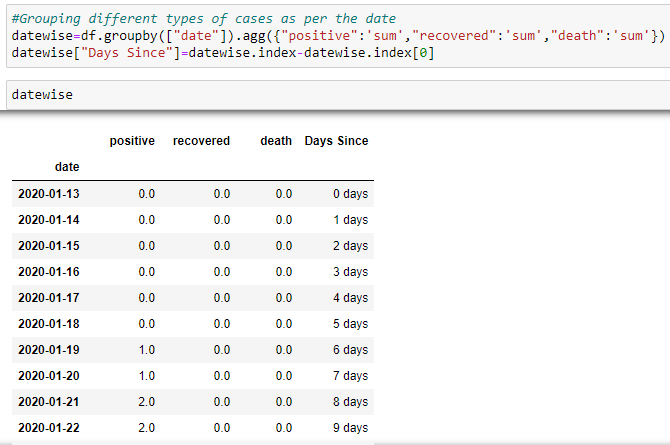 #Grouping different types of cases as per the date
datewise=df.groupby(["date"]).agg({"positive":'sum',"recovered":'sum',"death":'sum'})
datewise["Days Since"]=datewise.index-datewise.index[0]
datewise
positive recovered death Days Since
date
2020-01-13 0.0 0.0 0.0 0 days
2020-01-14 0.0 0.0 0.0 1 days
2020-01-15 0.0 0.0 0.0 2 days
2020-01-16 0.0 0.0 0.0 3 days
2020-01-17 0.0 0.0 0.0 4 days
2020-01-18 0.0 0.0 0.0 5 days
2020-01-19 1.0 0.0 0.0 6 days
2020-01-20 1.0 0.0 0.0 7 days
2020-01-21 2.0 0.0 0.0 8 days
2020-01-22 2.0 0.0 0.0 9 days